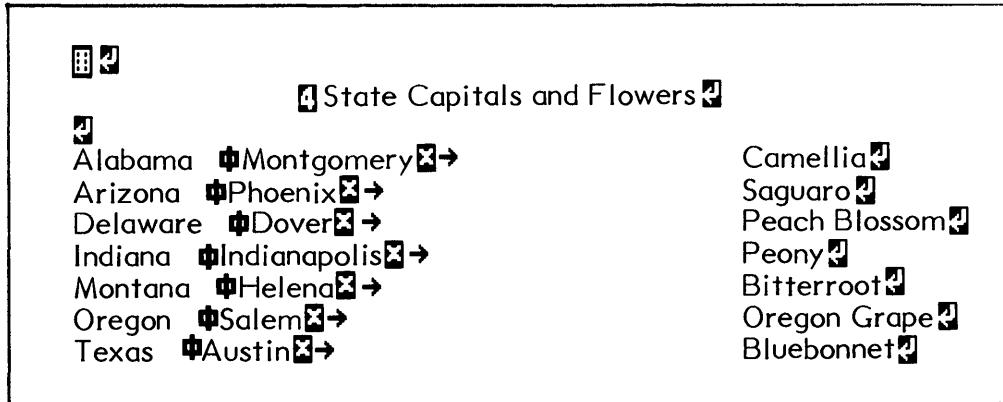 ⍰↵
4 State Capitals and Flowers↵
↵
Alabama ⌽Montgomery☒→ Camellia↵
Arizona ⌽Phoenix☒→ Saguaro↵
Delaware ⌽Dover☒→ Peach Blossom↵
Indiana ⌽Indianapolis☒→ Peony↵
Montana ⌽Helena☒→ Bitterroot↵
Oregon ⌽Salem☒→ Oregon Grape↵
Texas ⌽Austin☒→ Bluebonnet↵